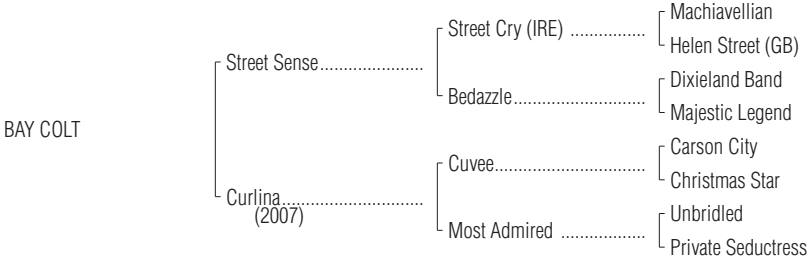 Machiavellian
Street Cry (IRE) ................
Helen Street (GB)
Street Sense......................
Dixieland Band
Bedazzle............................
Majestic Legend
BAY COLT
Carson City
Cuvee................................
Christmas Star
Curlina..............................
(2007)
Unbridled
Most Admired ..................
Private Seductress